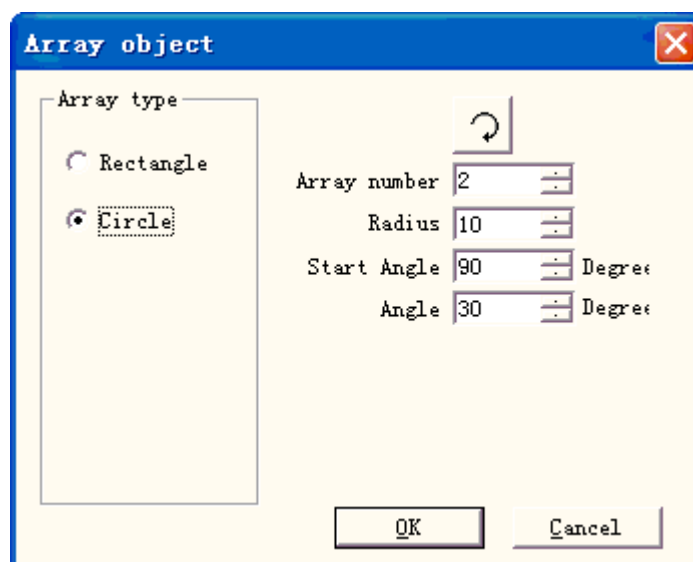 Array object
Array type
Rectangle
Circle
Array number 2
Radius 10
Start Angle 90 Degree
Angle 30 Degree
OK Cancel